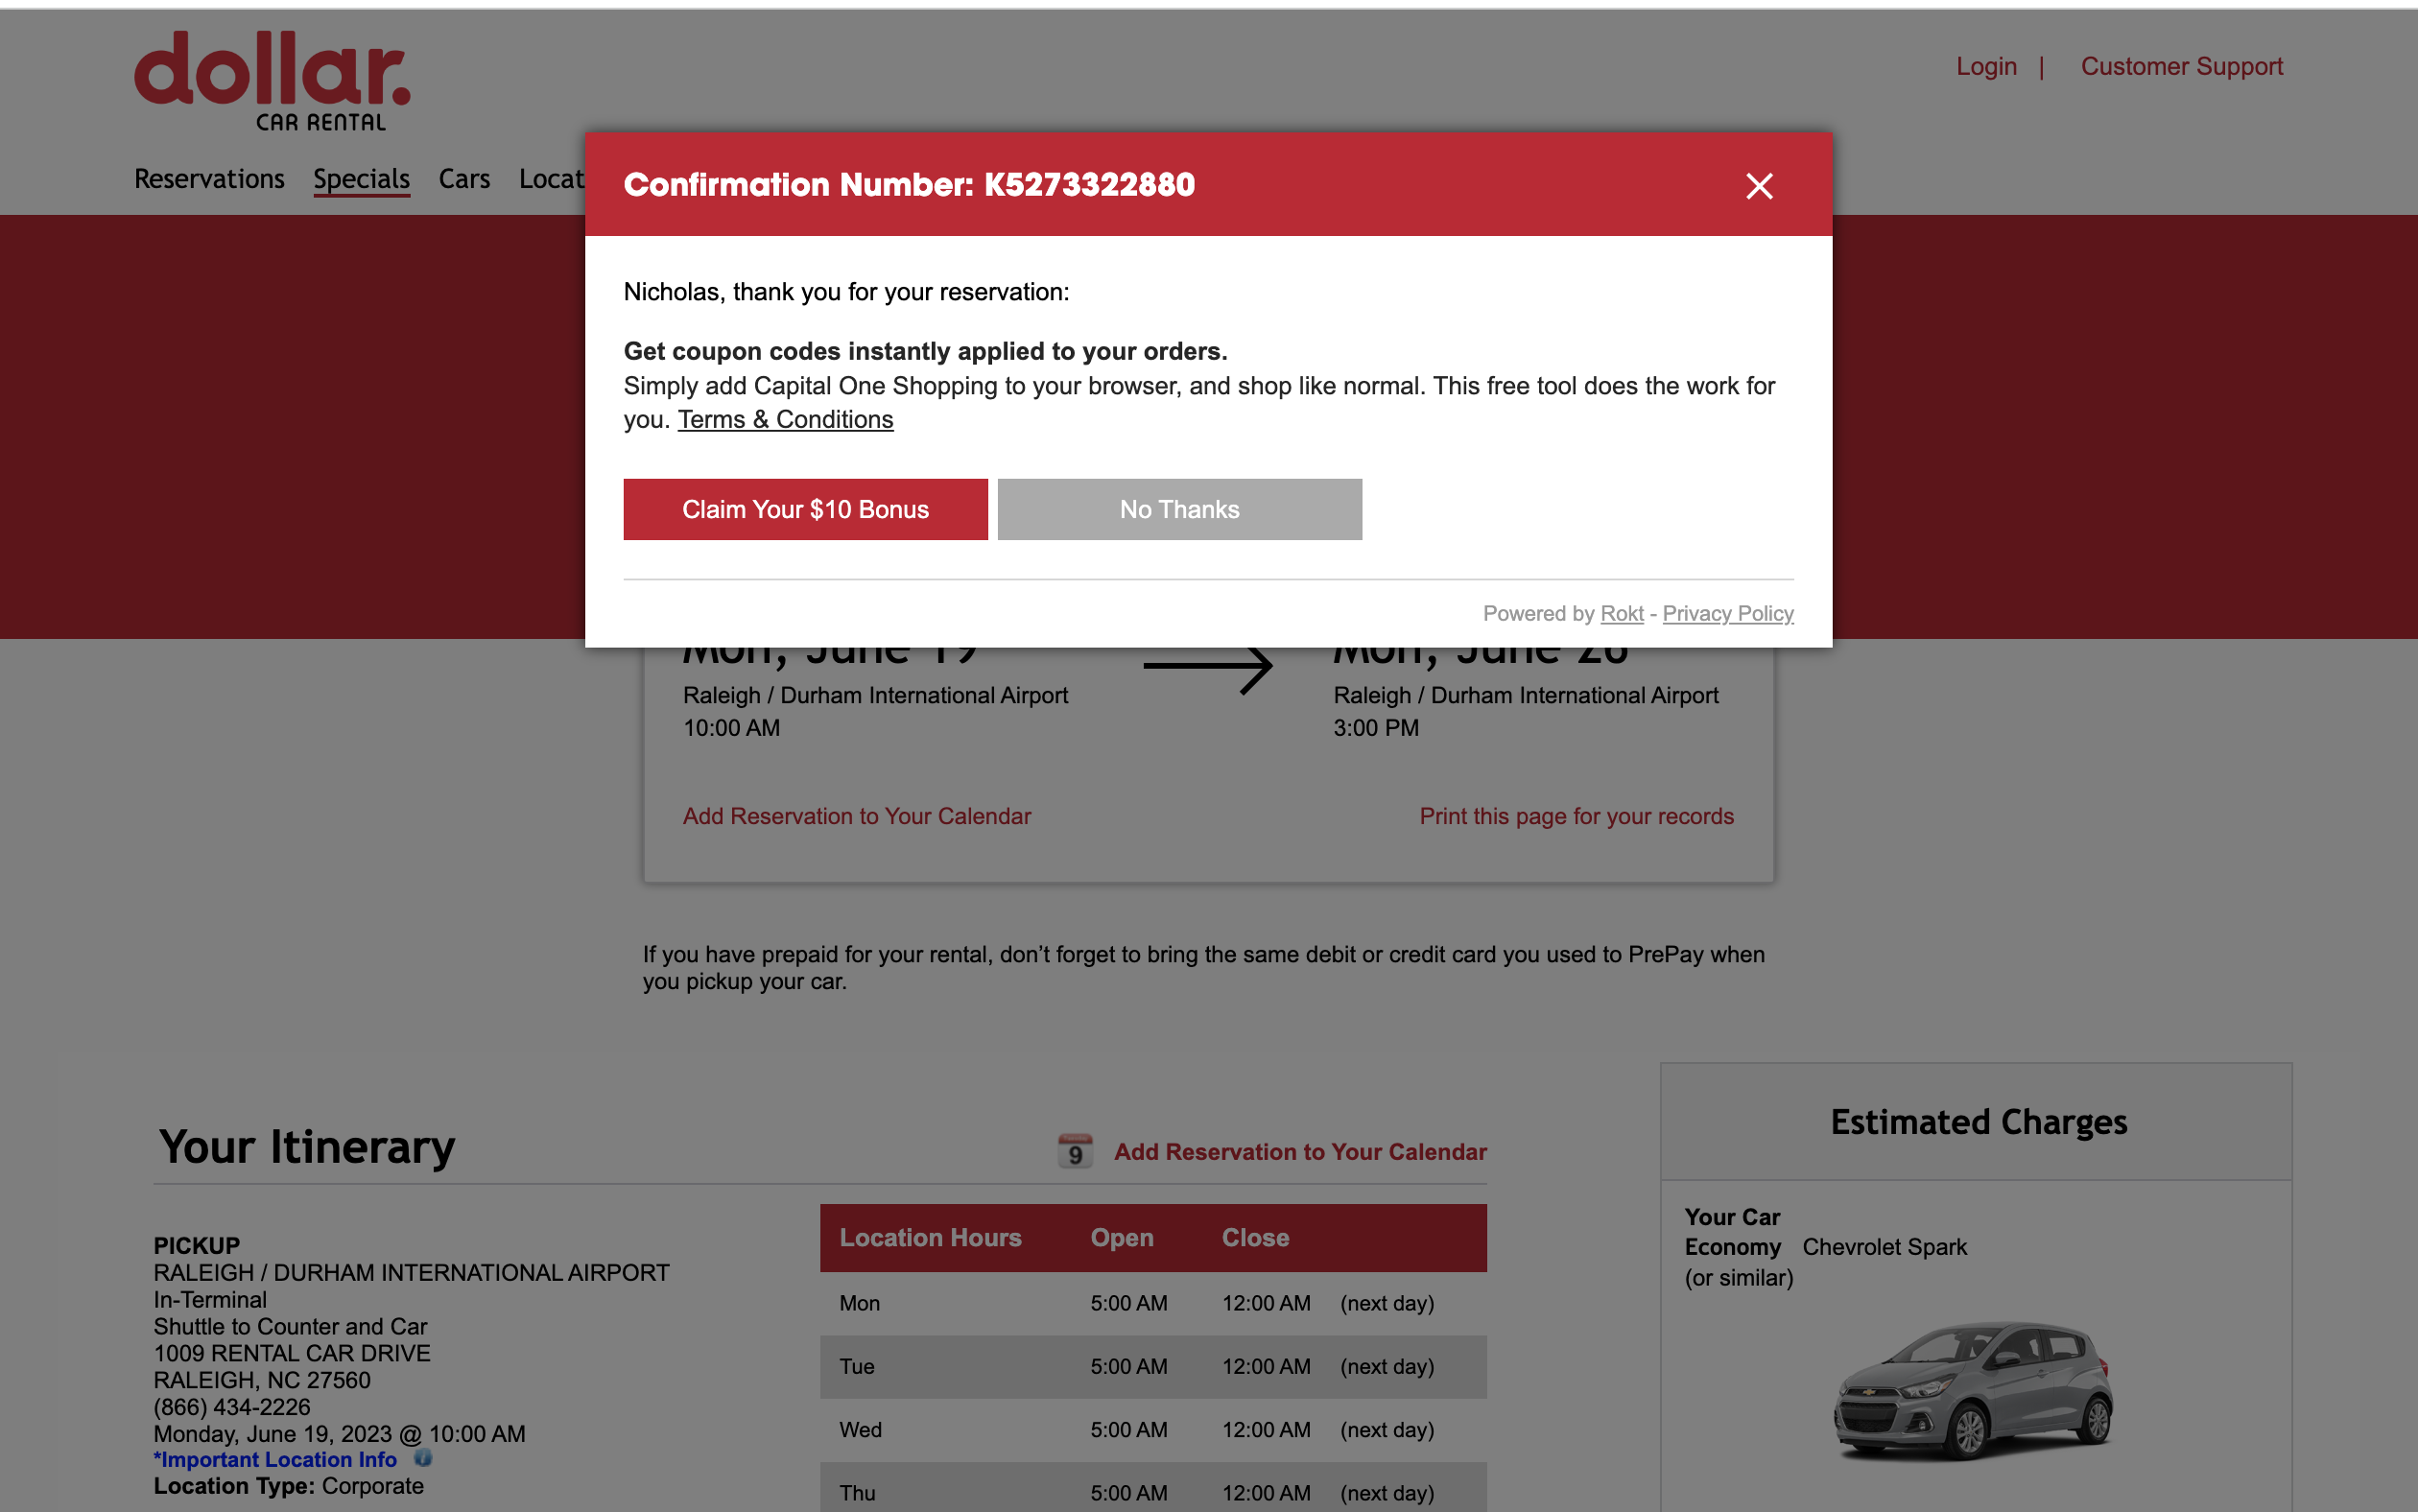 dollar.
CAR RENTAL
Login | Customer Support
Reservations Specials Cars Locat
Confirmation Number: K5273322880
Nicholas, thank you for your reservation:
Get coupon codes instantly applied to your orders.
Simply add Capital One Shopping to your browser, and shop like normal. This free tool does the work for
you. Terms & Conditions
Claim Your $10 Bonus No Thanks
Powered by Rokt - Privacy Policy
Mon, June 19
Mon, June 26
Raleigh / Durham International Airport
10:00 AM
Raleigh / Durham International Airport
3:00 PM
Add Reservation to Your Calendar
Print this page for your records
If you have prepaid for your rental, don’t forget to bring the same debit or credit card you used to PrePay when
you pickup your car.
Your Itinerary
9 Add Reservation to Your Calendar
PICKUP
RALEIGH / DURHAM INTERNATIONAL AIRPORT
In-Terminal
Shuttle to Counter and Car
1009 RENTAL CAR DRIVE
RALEIGH, NC 27560
(866) 434-2226
Monday, June 19, 2023 @ 10:00 AM
*Important Location Info
Location Type: Corporate
Location Hours Open Close
Mon 5:00 AM 12:00 AM (next day)
Tue 5:00 AM 12:00 AM (next day)
Wed 5:00 AM 12:00 AM (next day)
Thu 5:00 AM 12:00 AM (next day)
Estimated Charges
Your Car
Economy Chevrolet Spark
(or similar)